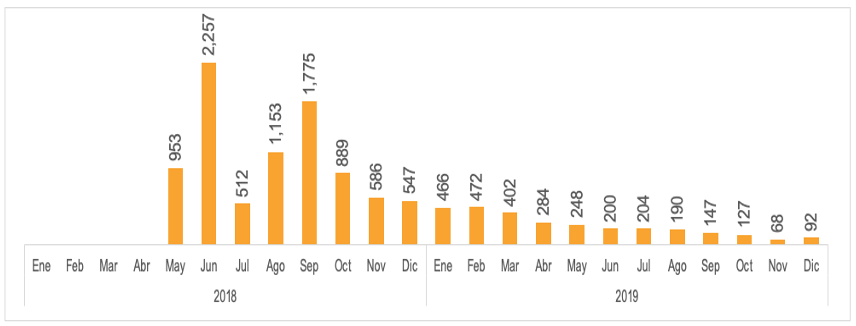 953 2,257 512 1,153 1,775 889 586 547 466 472 402 284 248 200 204 190 147 127 68 92
Ene Feb Mar Abr May Jun Jul Ago Sep Oct Nov Dic Ene Feb Mar Abr May Jun Jul Ago Sep Oct Nov Dic
2018 2019